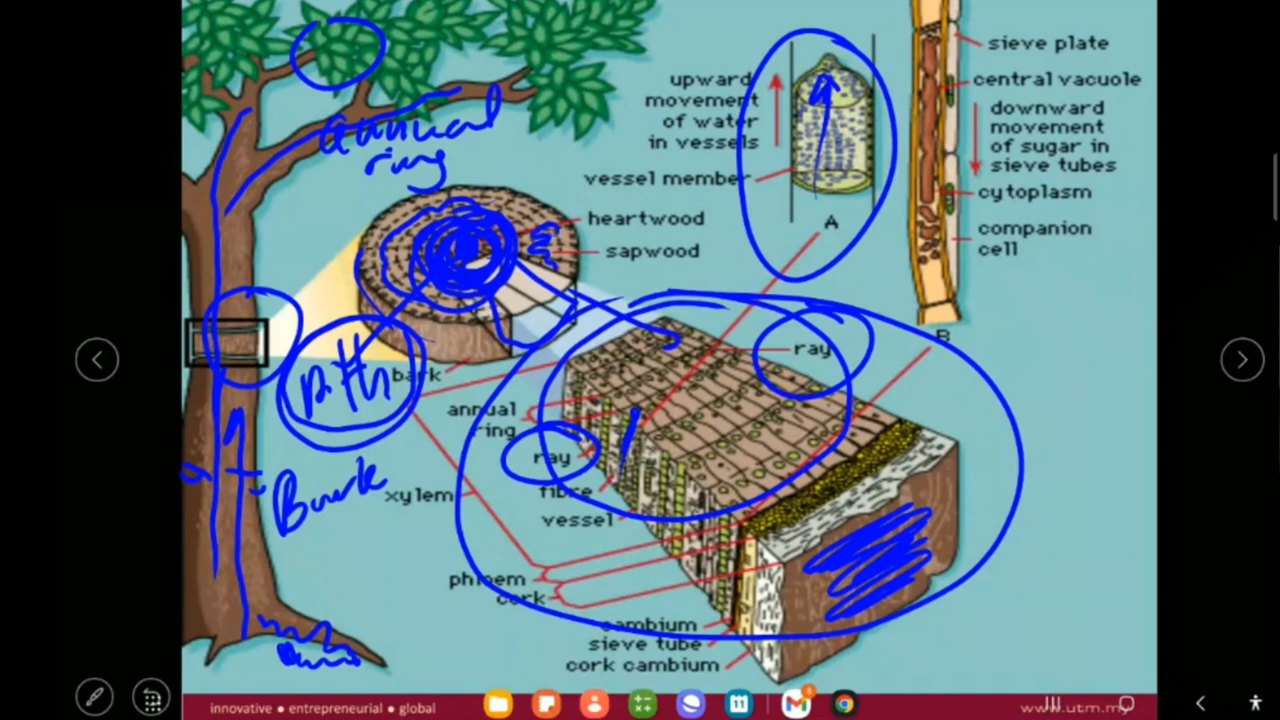 sieve plate
central vacuole
downward
movement
of sugar in
sieve tubes
cytoplasm
companion
cell
upward
movement
of water
in vessels
vessel member
A
annual
ring
heartwood
sapwood
B
ray
bark
pith
annual
ring
ray
fibre
vessel
Bark
xylem
phloem
cork
cambium
sieve tube
cork cambium
innovative ● entrepreneurial ● global
www.utm.my